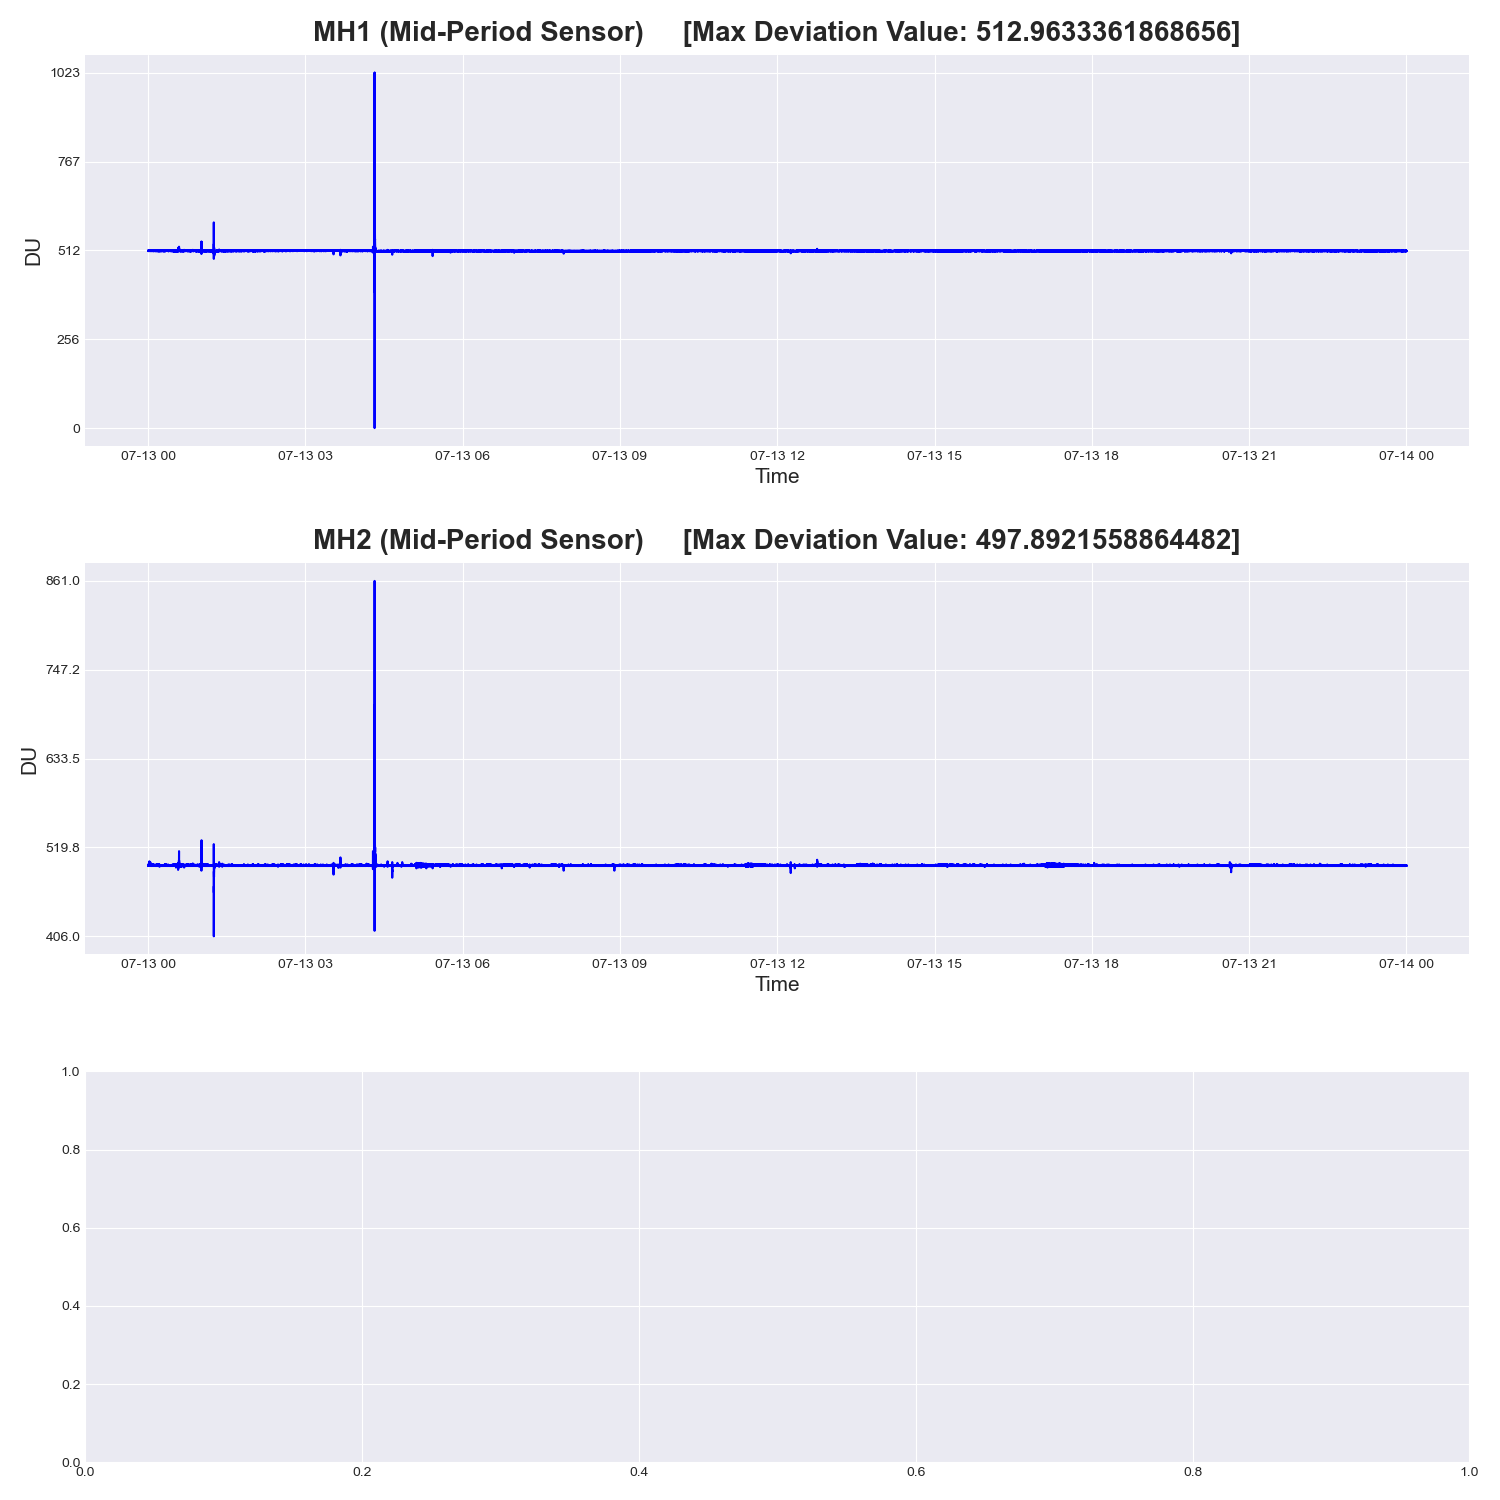 MH1 (Mid-Period Sensor) [Max Deviation Value: 512.9633361868656]
1023
767
512
256
0
DU
07-13 00 07-13 03 07-13 06 07-13 09 07-13 12 07-13 15 07-13 18 07-13 21 07-14 00
Time
MH2 (Mid-Period Sensor) [Max Deviation Value: 497.8921558864482]
861.0
747.2
633.5
519.8
406.0
DU
07-13 00 07-13 03 07-13 06 07-13 09 07-13 12 07-13 15 07-13 18 07-13 21 07-14 00
Time
1.0
0.8
0.6
0.4
0.2
0.0
0.0 0.2 0.4 0.6 0.8 1.0